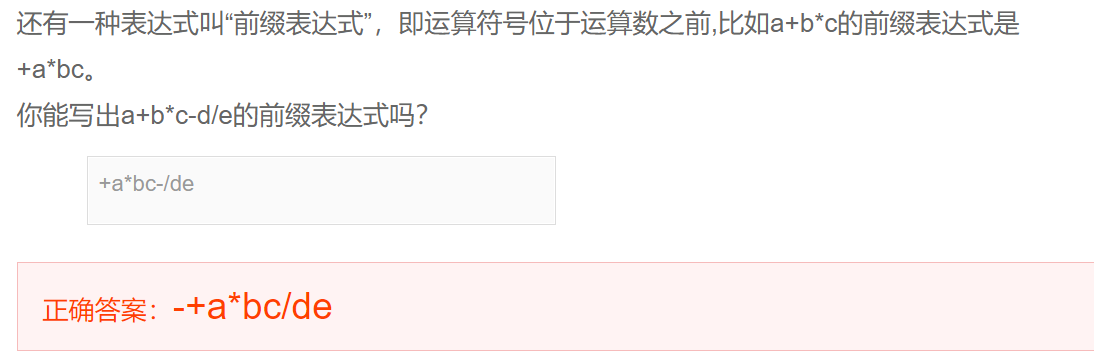 还有一种表达式叫“前缀表达式”，即运算符号位于运算数之前,比如a+b*c的前缀表达式是
+a*bc。
你能写出a+b*c-d/e的前缀表达式吗？
+a*bc-/de
正确答案：-+a*bc/de